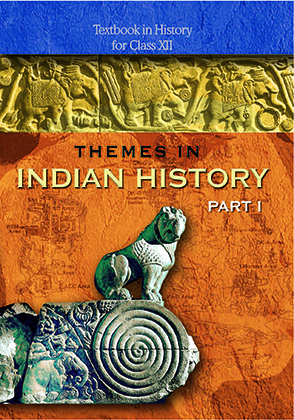 Textbook in History
for Class XII
THEMES IN
INDIAN HISTORY
PART I